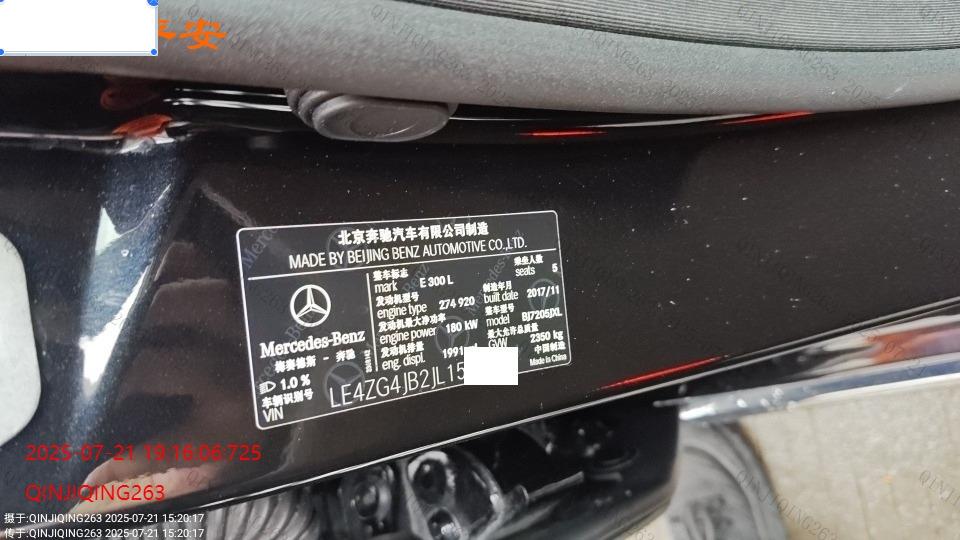 平安
北京奔驰汽车有限公司制造
MADE BY BEIJING BENZ AUTOMOTIVE CO.,LTD.
整车标志 mark E 300 L 乘坐人数 seats 5
发动机型号 engine type 274 920 制造年月 built date 2017/11
发动机最大净功率 engine power 180 kW 整车型号 model BJ7205JXL
发动机排量 eng. displ. 1991 最大允许总质量 GVW 2350 kg
Mercedes-Benz
梅赛德斯 - 奔驰
中国制造
Made in China
1.0 %
车辆识别号
VIN LE4ZG4JB2JL15
2025-07-21 19:16:06:725
QINJIQING263
摄于:QINJIQING263 2025-07-21 15:20:17
传于:QINJIQING263 2025-07-21 15:20:17